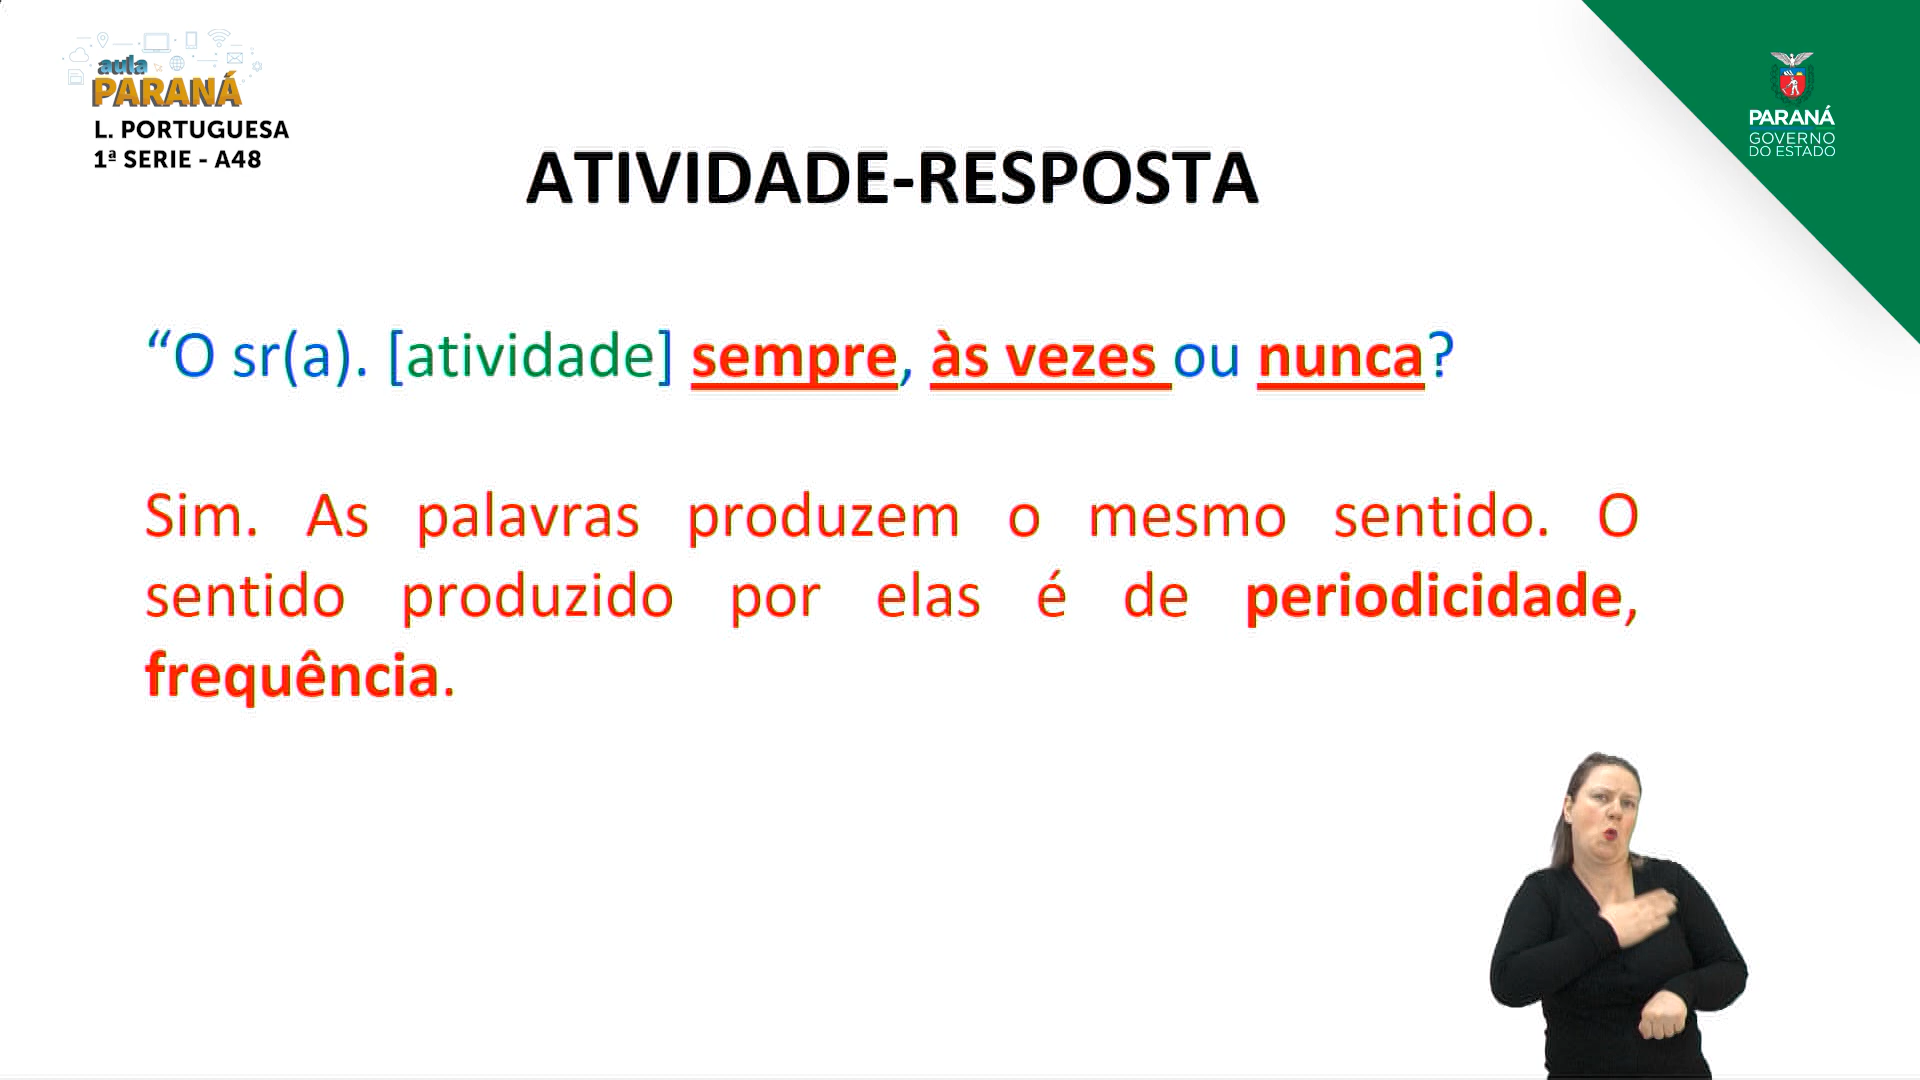 aula
PARANÁ
L. PORTUGUESA
1ª SERIE - A48
PARANÁ
GOVERNO
DO ESTADO
ATIVIDADE-RESPOSTA
“O sr(a). [atividade] sempre, às vezes ou nunca?
Sim. As palavras produzem o mesmo sentido. O
sentido produzido por elas é de periodicidade,
frequência.